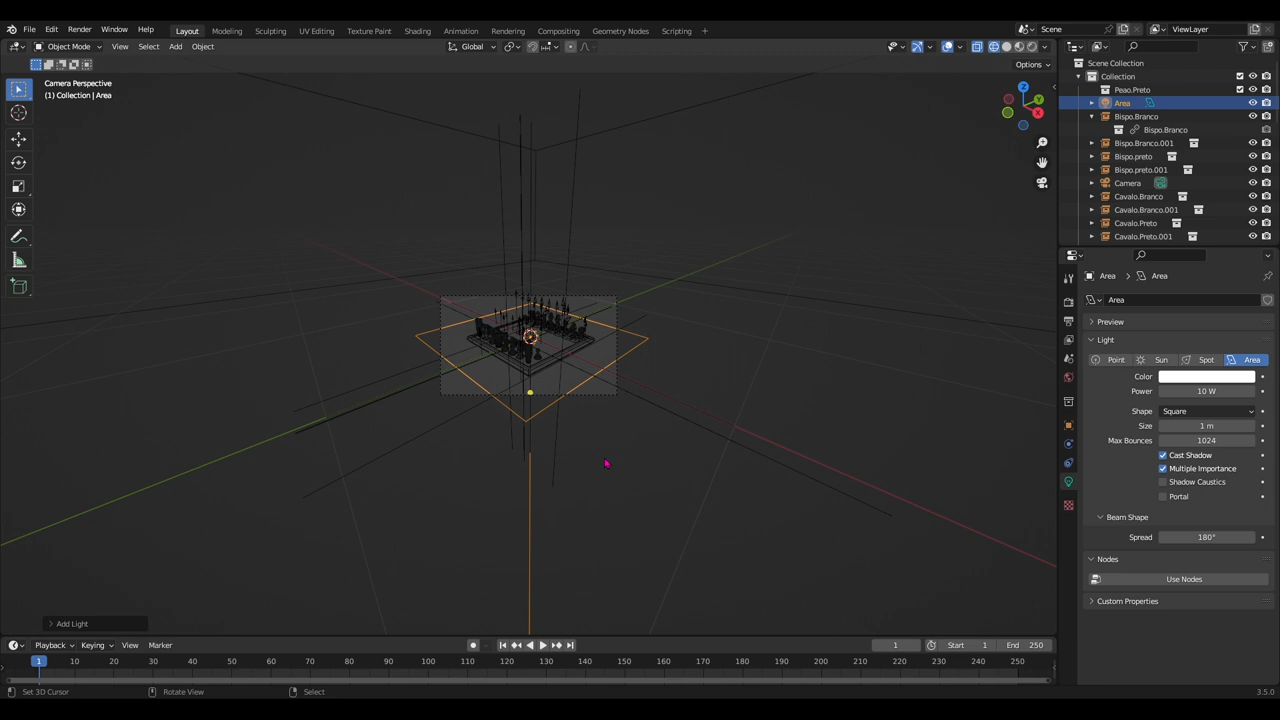 File Edit Render Window Help Layout Modeling Sculpting UV Editing Texture Paint Shading Animation Rendering Compositing Geometry Nodes Scripting + Scene ViewLayer
Object Mode View Select Add Object Global
Options
Camera Perspective
(1) Collection | Area
Z
Y
X
Scene Collection
Collection
Peao.Preto
Area
Bispo.Branco
Bispo.Branco
Bispo.Branco.001
Bispo.preto
Bispo.preto.001
Camera
Cavalo.Branco
Cavalo.Branco.001
Cavalo.Preto
Cavalo.Preto.001
Area Area
Area
Preview
Light
Point Sun Spot Area
Color
Power 10 W
Shape Square
Size 1 m
Max Bounces 1024
Cast Shadow
Multiple Importance
Shadow Caustics
Portal
Beam Shape
Spread 180°
Nodes
Use Nodes
Custom Properties
Add Light
Playback Keying View Marker 1 Start 1 End 250
1 10 20 30 40 50 60 70 80 90 100 110 120 130 140 150 160 170 180 190 200 210 220 230 240 250
Set 3D Cursor Rotate View Select 3.5.0